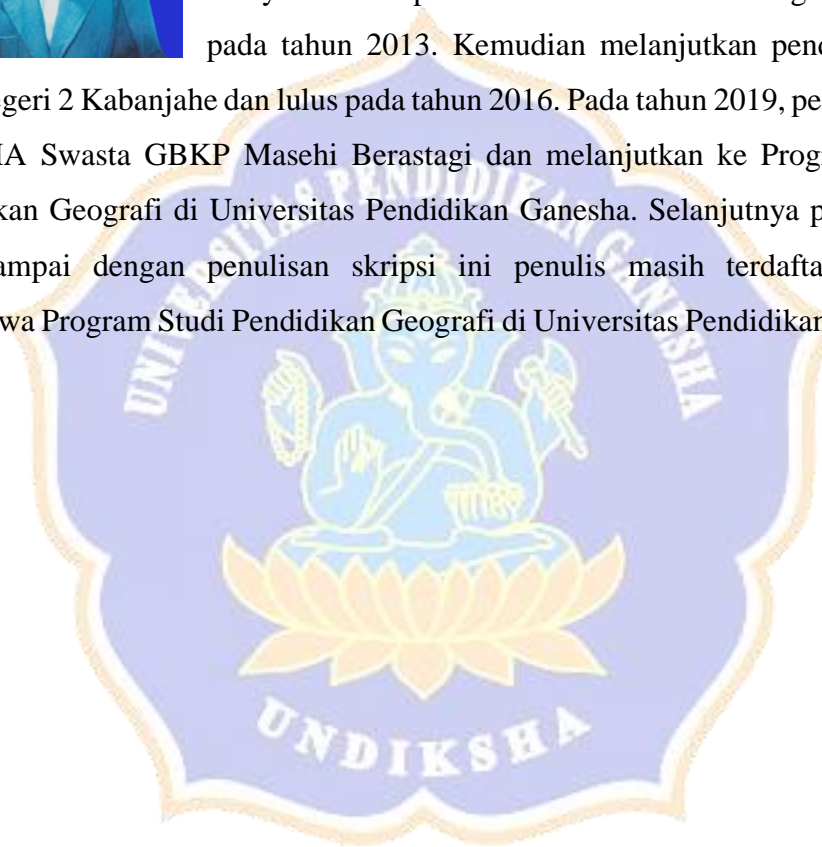 pada tahun 2013. Kemudian melanjutkan pend
egeri 2 Kabanjahe dan lulus pada tahun 2016. Pada tahun 2019, pe
IA Swasta GBKP Masehi Berastagi dan melanjutkan ke Prog
kan Geografi di Universitas Pendidikan Ganesha. Selanjutnya p
ampai dengan penulisan skripsi ini penulis masih terdafta
wa Program Studi Pendidikan Geografi di Universitas Pendidikan
UNIVERSITAS PENDIDIKAN GANESHA
UNDIKSHA